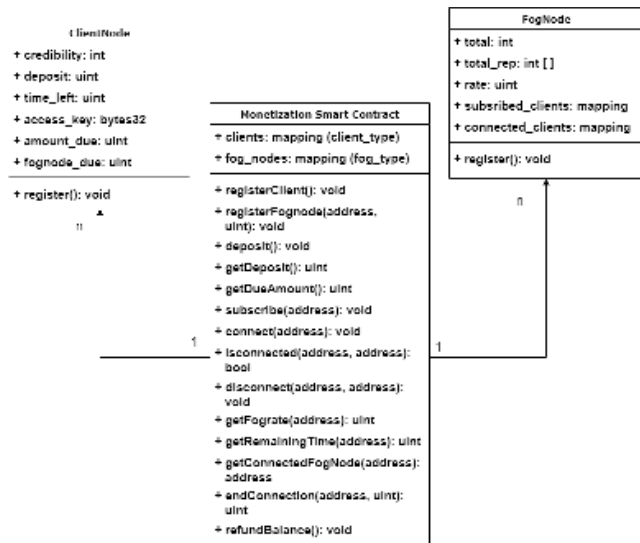 ClientNode
+ credibility: int
+ deposit: uint
+ time_left: uint
+ access_key: bytes32
+ amount_due: uint
+ fognode_due: uint
+ register(): void
n
1
Monetization Smart Contract
+ clients: mapping (client_type)
+ fog_nodes: mapping (fog_type)
+ registerClient(): void
+ registerFognode(address,
uint): void
+ deposit(): void
+ getDeposit(): uint
+ getDueAmount(): uint
+ subscribe(address): void
+ connect(address): void
+ isconnected(address, address):
bool
+ disconnect(address, address):
void
+ getFograte(address): uint
+ getRemainingTime(address): uint
+ getConnectedFogNode(address):
address
+ endConnection(address, uint):
uint
+ refundBalance(): void
FogNode
+ total: int
+ total_rep: int [ ]
+ rate: uint
+ subsribed_clients: mapping
+ connected_clients: mapping
+ register(): void
n
1